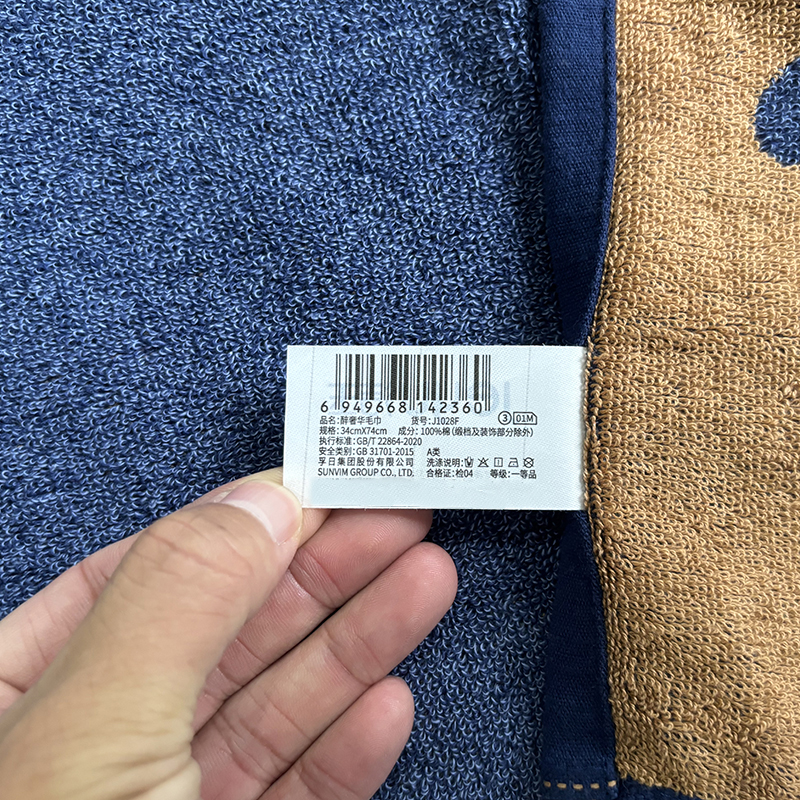 6 949668 142360
③ 01M
品名:醉奢华毛巾 货号:J1028F
规格:34cmX74cm 成分:100%棉(缎档及装饰部分除外)
执行标准:GB/T 22864-2020
安全类别:GB 31701-2015 A类
孚日集团股份有限公司 洗涤说明:
SUNVIM GROUP CO., LTD. 合格证:检04 等级:一等品